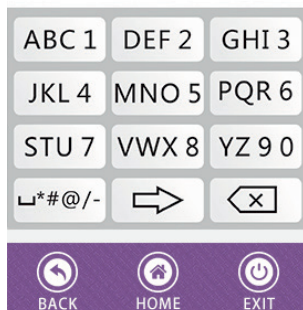 ABC 1 DEF 2 GHI 3
JKL 4 MNO 5 PQR 6
STU 7 VWX 8 YZ 9 0
␣*#@/-
BACK HOME EXIT